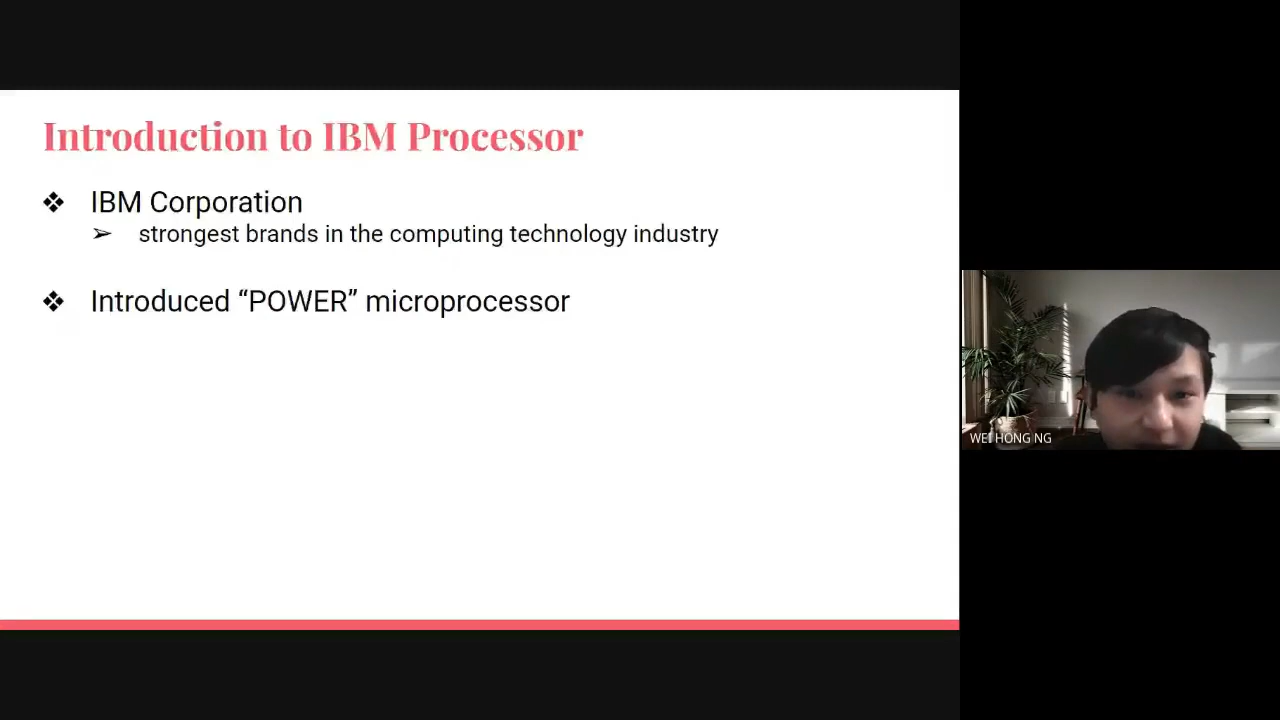 Introduction to IBM Processor
❖ IBM Corporation
➢ strongest brands in the computing technology industry
❖ Introduced “POWER” microprocessor
WEI HONG NG